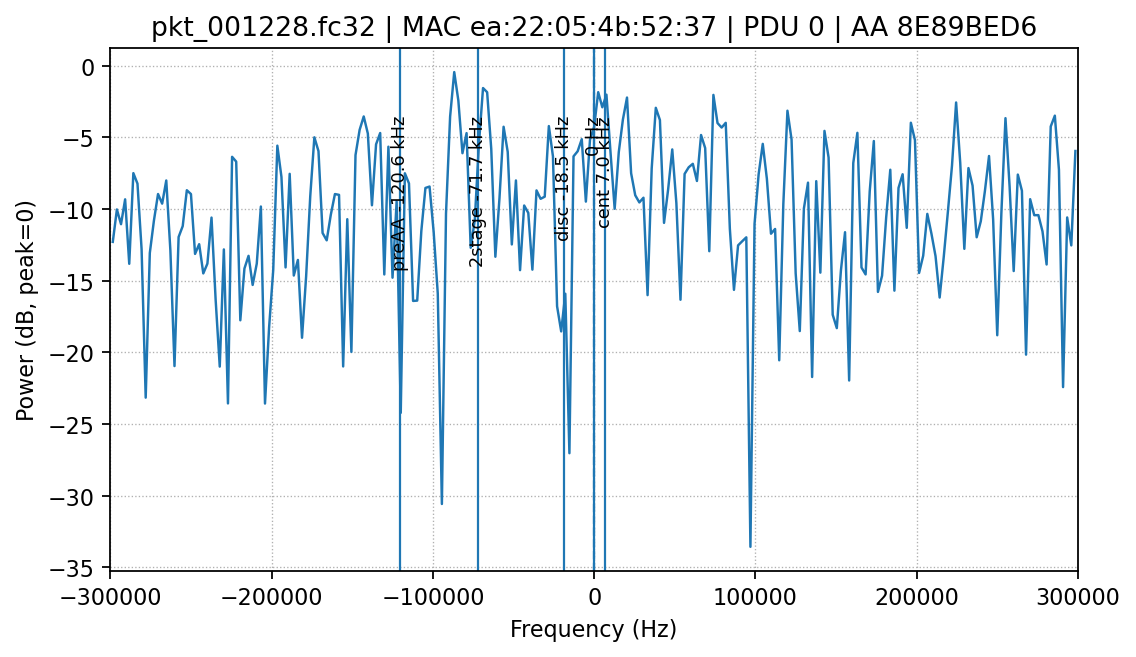 pkt_001228.fc32 | MAC ea:22:05:4b:52:37 | PDU 0 | AA 8E89BED6
Power (dB, peak=0)
0
−5
−10
−15
−20
−25
−30
−35
preAA -120.6 kHz
2stage -71.7 kHz
disc -18.5 kHz
0 Hz
cent 7.0 kHz
−300000
−200000
−100000
0
100000
200000
300000
Frequency (Hz)